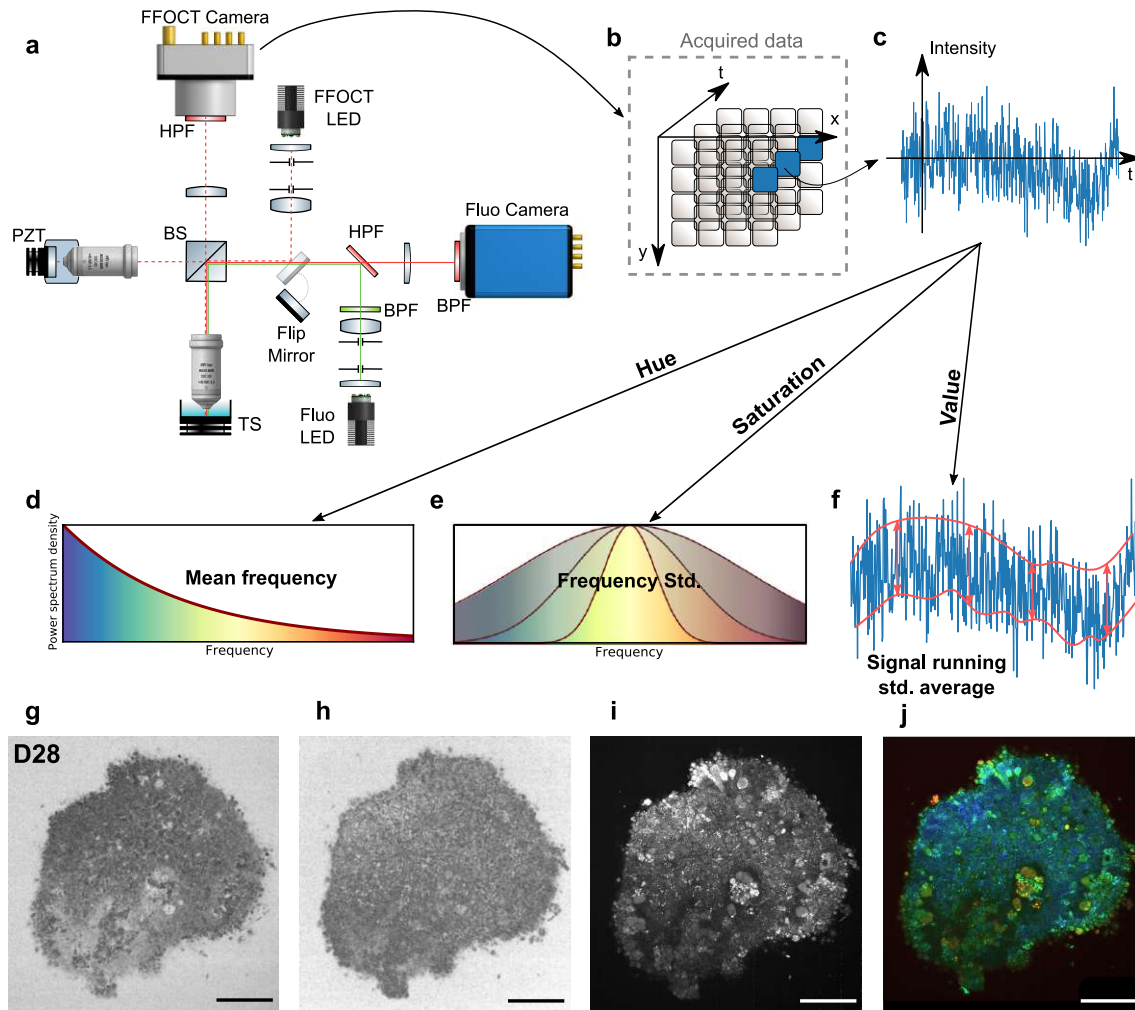 a
FFOCT Camera
HPF
FFOCT
LED
PZT
BS
HPF
Fluo Camera
BPF
BPF
Flip
Mirror
TS
Fluo
LED
b
Acquired data
t
x
y
c
Intensity
t
Hue
Saturation
Value
d
Power spectrum density
Mean frequency
Frequency
e
Frequency Std.
Frequency
f
Signal running
std. average
g
D28
h
i
j